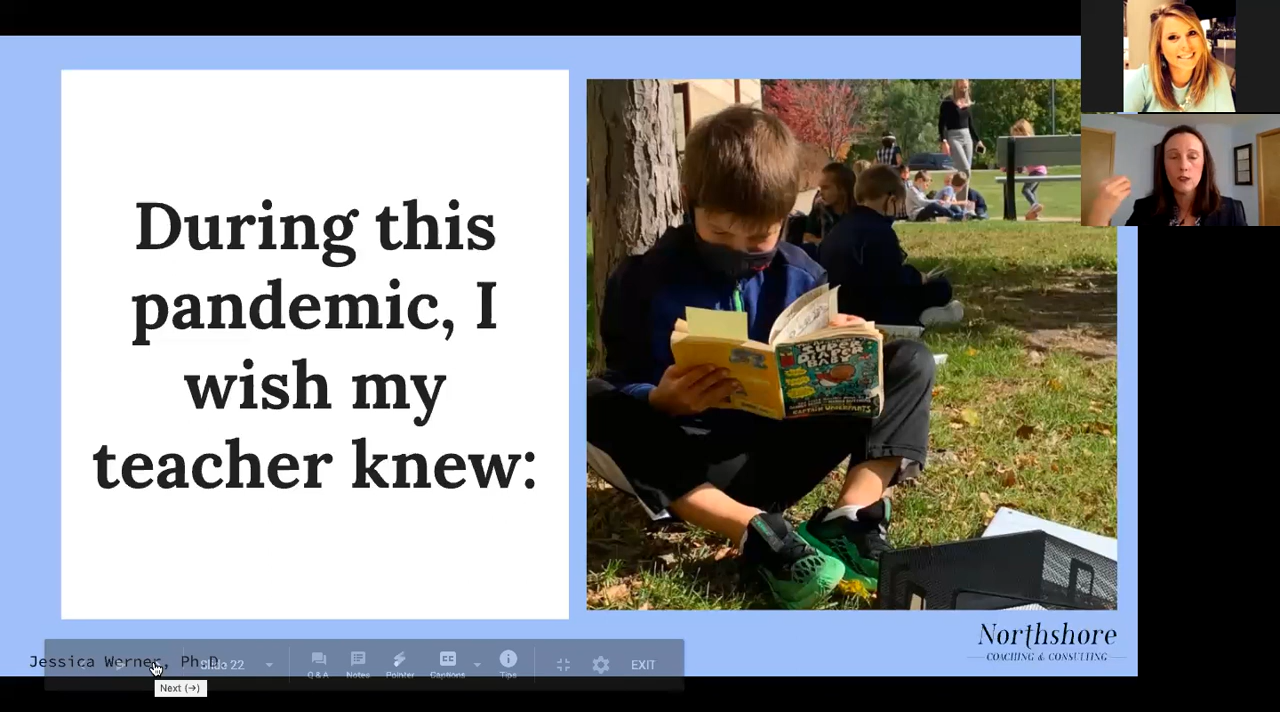 During this
pandemic, I
wish my
teacher knew:
SUPER
DIAPER
BABY
CAPTAIN UNDERPANTS
Northshore
COACHING & CONSULTING
Jessica Werner, Ph.D.
Slide 22
Q & A
Notes
Pointer
Captions
Tips
EXIT
Next (→)